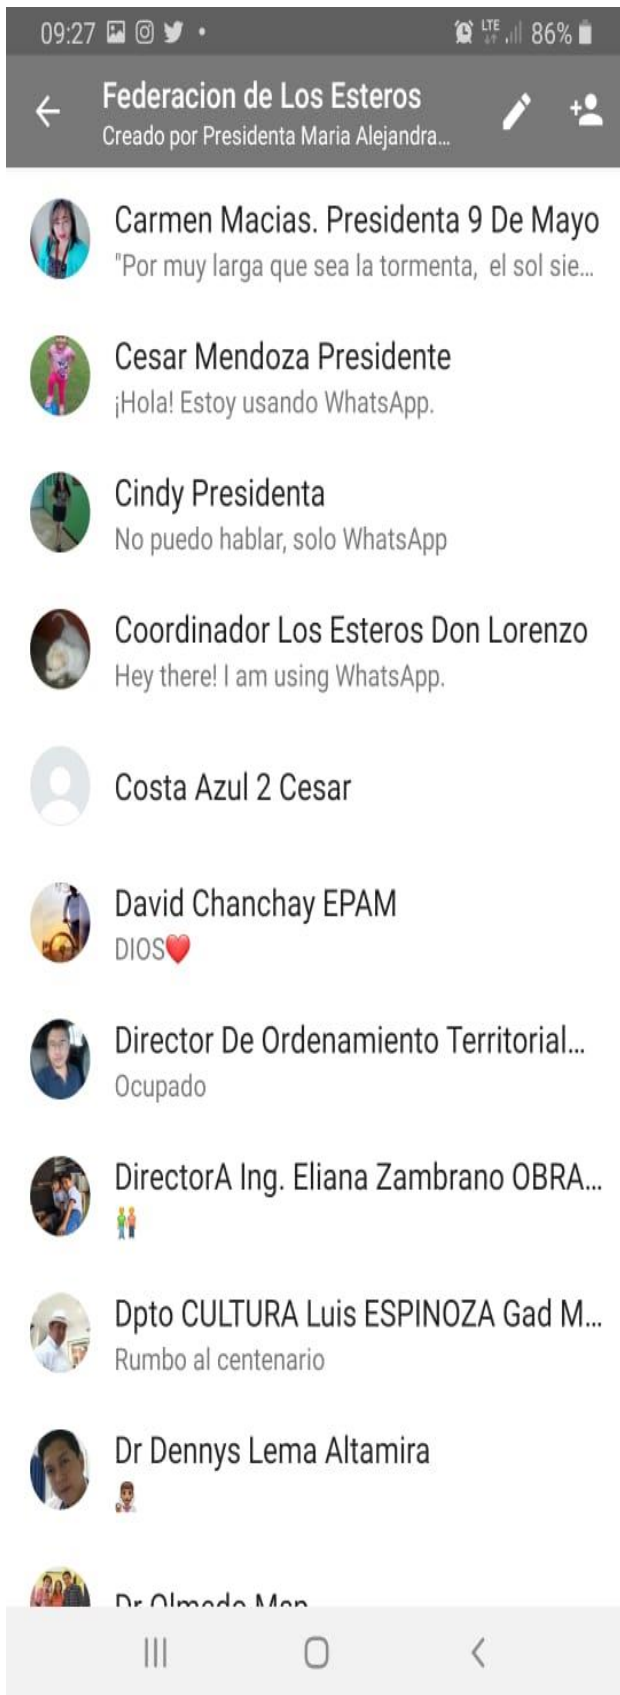 09:27 LTE 86%
Federacion de Los Esteros
Creado por Presidenta Maria Alejandra...
Carmen Macias. Presidenta 9 De Mayo
"Por muy larga que sea la tormenta, el sol sie...
Cesar Mendoza Presidente
¡Hola! Estoy usando WhatsApp.
Cindy Presidenta
No puedo hablar, solo WhatsApp
Coordinador Los Esteros Don Lorenzo
Hey there! I am using WhatsApp.
Costa Azul 2 Cesar
David Chanchay EPAM
DIOS❤️
Director De Ordenamiento Territorial...
Ocupado
DirectorA Ing. Eliana Zambrano OBRA...
Dpto CULTURA Luis ESPINOZA Gad M...
Rumbo al centenario
Dr Dennys Lema Altamira
Dr Olmedo